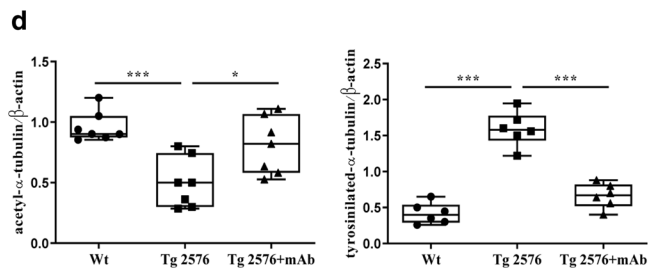 d
acetyl-α-tubulin/β-actin
1.5
1.0
0.5
0.0
***
*
Wt
Tg 2576
Tg 2576+mAb
tyrosinilated-α-tubulin/β-actin
2.5
2.0
1.5
1.0
0.5
0.0
***
***
Wt
Tg 2576
Tg 2576+mAb